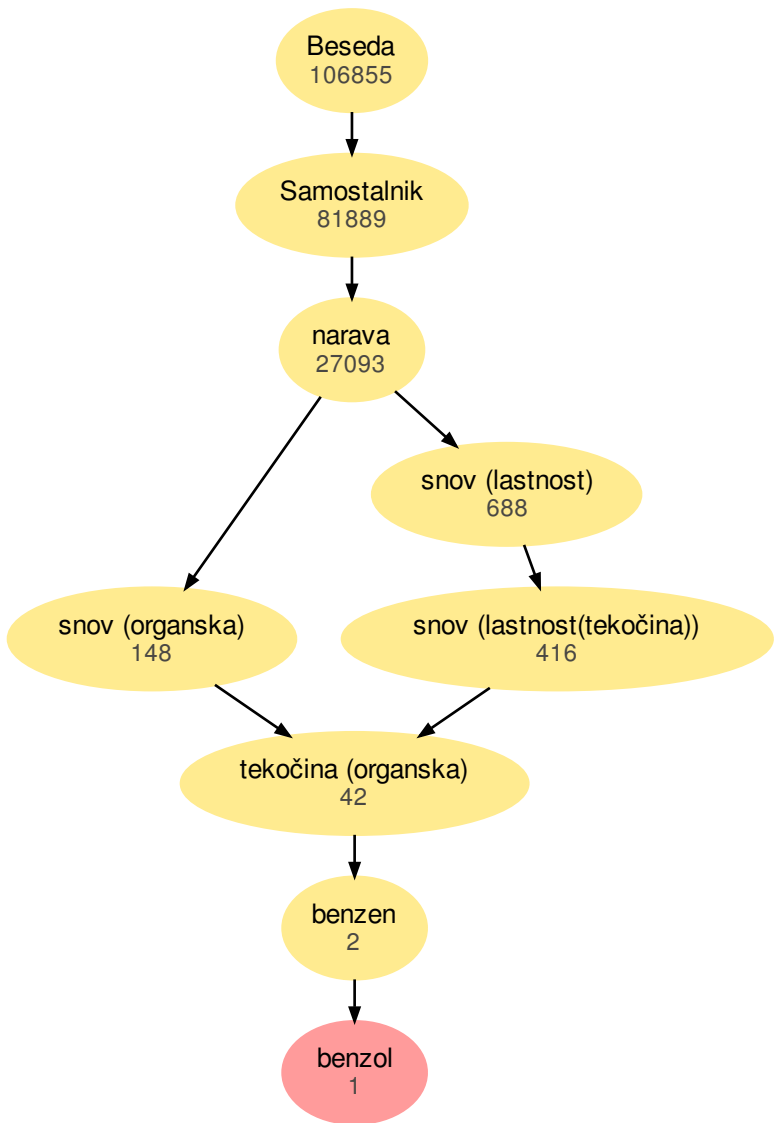 Beseda
106855
Samostalnik
81889
narava
27093
snov (lastnost)
688
snov (organska)
148
snov (lastnost(tekočina))
416
tekočina (organska)
42
benzen
2
benzol
1